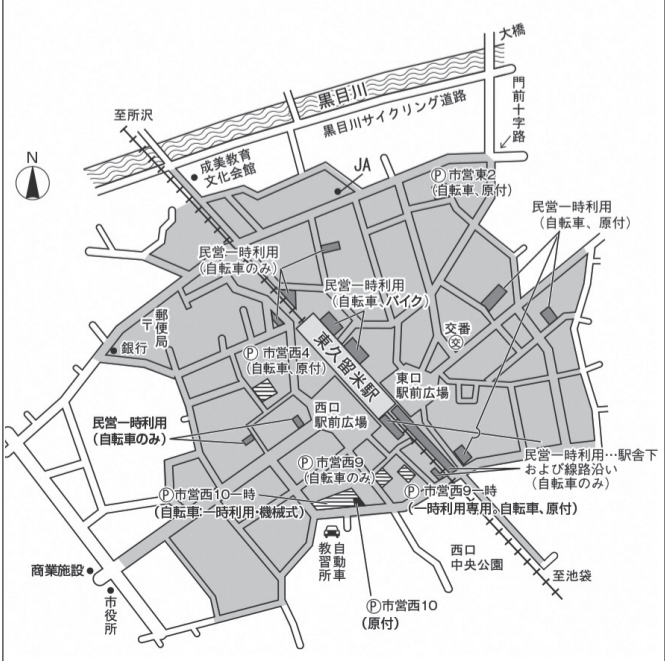 大橋
黒目川
黒目川サイクリング道路
門前十字路
至所沢
成美教育
文化会館
JA
N
Ⓟ市営東2
(自転車、原付)
民営一時利用
(自転車、原付)
民営一時利用
(自転車のみ)
民営一時利用
(自転車、バイク)
交番
交
郵便局
〒
銀行
Ⓟ市営西4
(自転車、原付)
東久留米駅
東口
駅前広場
西口
駅前広場
民営一時利用
(自転車のみ)
民営一時利用…駅舎下
および線路沿い
(自転車のみ)
Ⓟ市営西9
(自転車のみ)
Ⓟ市営西10一時
(自転車:一時利用・機械式)
Ⓟ市営西9一時
(一時利用専用、自転車、原付)
自動車
教習所
西口
中央公園
至池袋
商業施設
市役所
Ⓟ市営西10
(原付)